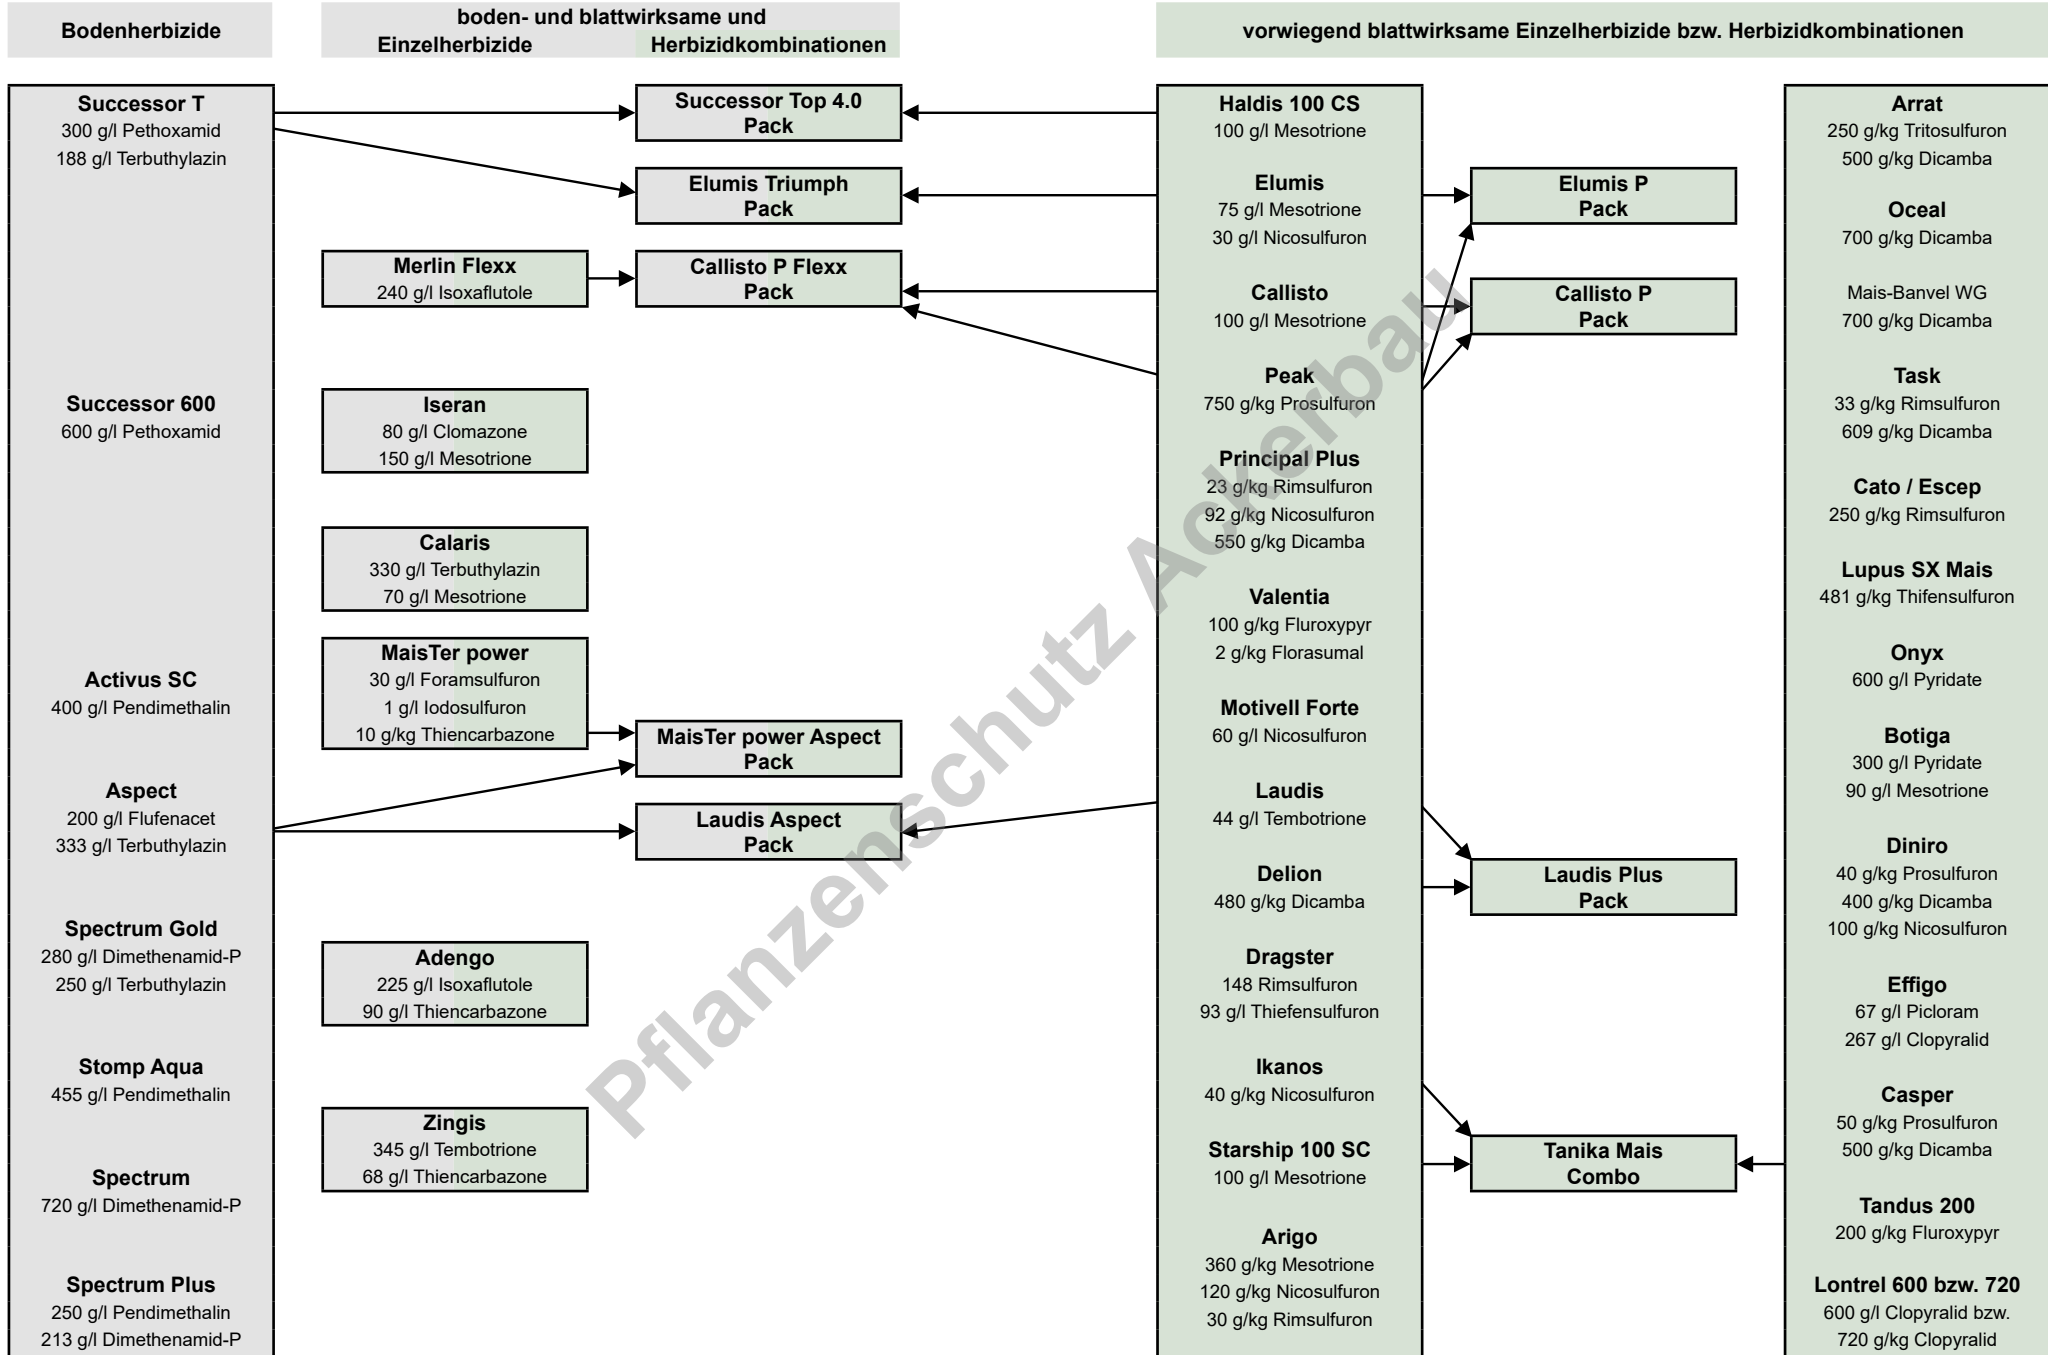 Bodenherbizide
boden- und blattwirksame und
Einzelherbizide
Herbizidkombinationen
vorwiegend blattwirksame Einzelherbizide bzw. Herbizidkombinationen
Successor T
300 g/l Pethoxamid
188 g/l Terbuthylazin
Successor 600
600 g/l Pethoxamid
Activus SC
400 g/l Pendimethalin
Aspect
200 g/l Flufenacet
333 g/l Terbuthylazin
Spectrum Gold
280 g/l Dimethenamid-P
250 g/l Terbuthylazin
Stomp Aqua
455 g/l Pendimethalin
Spectrum
720 g/l Dimethenamid-P
Spectrum Plus
250 g/l Pendimethalin
213 g/l Dimethenamid-P
Merlin Flexx
240 g/l Isoxaflutole
Iseran
80 g/l Clomazone
150 g/l Mesotrione
Calaris
330 g/l Terbuthylazin
70 g/l Mesotrione
MaisTer power
30 g/l Foramsulfuron
1 g/l Iodosulfuron
10 g/kg Thiencarbazone
Adengo
225 g/l Isoxaflutole
90 g/l Thiencarbazone
Zingis
345 g/l Tembotrione
68 g/l Thiencarbazone
Successor Top 4.0
Pack
Elumis Triumph
Pack
Callisto P Flexx
Pack
MaisTer power Aspect
Pack
Laudis Aspect
Pack
Haldis 100 CS
100 g/l Mesotrione
Elumis
75 g/l Mesotrione
30 g/l Nicosulfuron
Callisto
100 g/l Mesotrione
Peak
750 g/kg Prosulfuron
Principal Plus
23 g/kg Rimsulfuron
92 g/kg Nicosulfuron
550 g/kg Dicamba
Valentia
100 g/kg Fluroxypyr
2 g/kg Florasumal
Motivell Forte
60 g/l Nicosulfuron
Laudis
44 g/l Tembotrione
Delion
480 g/kg Dicamba
Dragster
148 Rimsulfuron
93 g/l Thiefensulfuron
Ikanos
40 g/kg Nicosulfuron
Starship 100 SC
100 g/l Mesotrione
Arigo
360 g/kg Mesotrione
120 g/kg Nicosulfuron
30 g/kg Rimsulfuron
Elumis P
Pack
Callisto P
Pack
Laudis Plus
Pack
Tanika Mais
Combo
Arrat
250 g/kg Tritosulfuron
500 g/kg Dicamba
Oceal
700 g/kg Dicamba
Mais-Banvel WG
700 g/kg Dicamba
Task
33 g/kg Rimsulfuron
609 g/kg Dicamba
Cato / Escep
250 g/kg Rimsulfuron
Lupus SX Mais
481 g/kg Thifensulfuron
Onyx
600 g/l Pyridate
Botiga
300 g/l Pyridate
90 g/l Mesotrione
Diniro
40 g/kg Prosulfuron
400 g/kg Dicamba
100 g/kg Nicosulfuron
Effigo
67 g/l Picloram
267 g/l Clopyralid
Casper
50 g/kg Prosulfuron
500 g/kg Dicamba
Tandus 200
200 g/kg Fluroxypyr
Lontrel 600 bzw. 720
600 g/l Clopyralid bzw.
720 g/kg Clopyralid
Pflanzenschutz Ackerbau